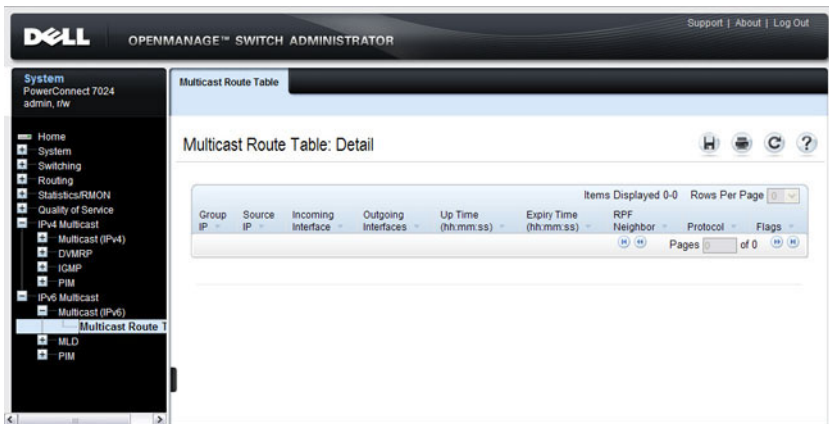 Support | About | Log Out
DELL OPENMANAGE™ SWITCH ADMINISTRATOR
System
PowerConnect 7024
admin, r/w
Home
System
Switching
Routing
Statistics/RMON
Quality of Service
IPv4 Multicast
Multicast (IPv4)
DVMRP
IGMP
PIM
IPv6 Multicast
Multicast (IPv6)
Multicast Route T
MLD
PIM
Multicast Route Table
Multicast Route Table: Detail
Items Displayed 0-0 Rows Per Page 0
Group IP Source IP Incoming Interface Outgoing Interfaces Up Time (hh:mm:ss) Expiry Time (hh:mm:ss) RPF Neighbor Protocol Flags
Pages 0 of 0